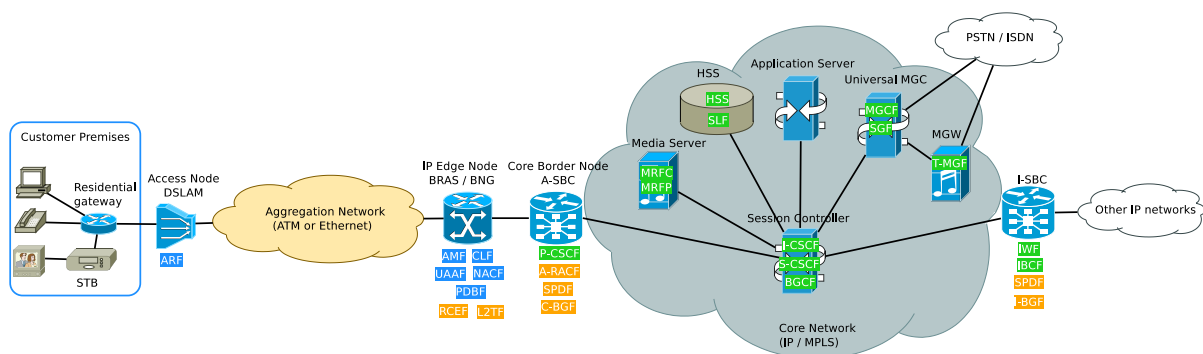 Customer Premises
Residential
gateway
STB
Access Node
DSLAM
ARF
Aggregation Network
(ATM or Ethernet)
IP Edge Node
BRAS / BNG
AMF CLF
UAAF NACF
PDBF
RCEF L2TF
Core Border Node
A-SBC
P-CSCF
A-RACF
SPDF
C-BGF
HSS
HSS
SLF
Media Server
MRFC
MRFP
Application Server
Universal MGC
MGCF
SGF
PSTN / ISDN
MGW
T-MGF
Session Controller
I-CSCF
S-CSCF
BGCF
Core Network
(IP / MPLS)
I-SBC
IWF
IBCF
SPDF
I-BGF
Other IP networks